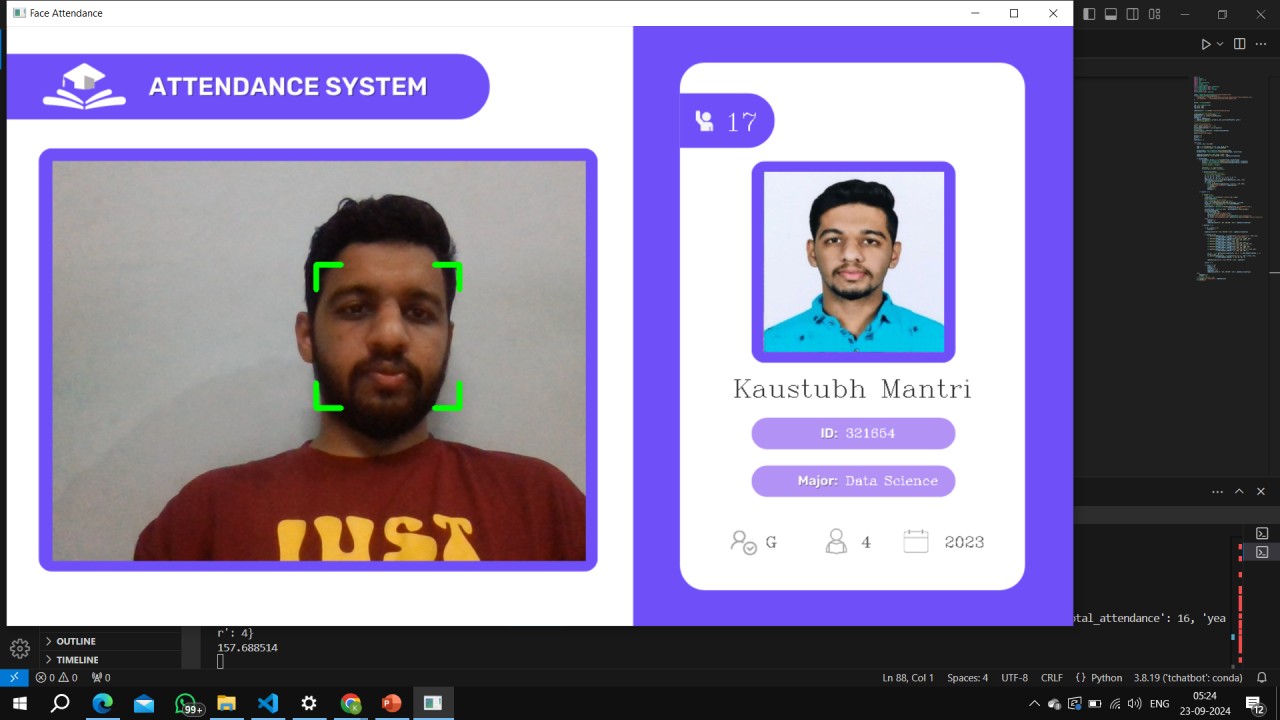 Face Attendance
ATTENDANCE SYSTEM
17
Kaustubh Mantri
ID: 321654
Major: Data Science
G 4 2023
IUST
OUTLINE
TIMELINE
r': 4}
157.688514
otal_attendance': 16, 'yea
0 0 0
Ln 88, Col 1 Spaces: 4 UTF-8 CRLF {} Python 3.8.19 ('tchatbot': conda)
99+
ENG
05:24
23-09-2024
12